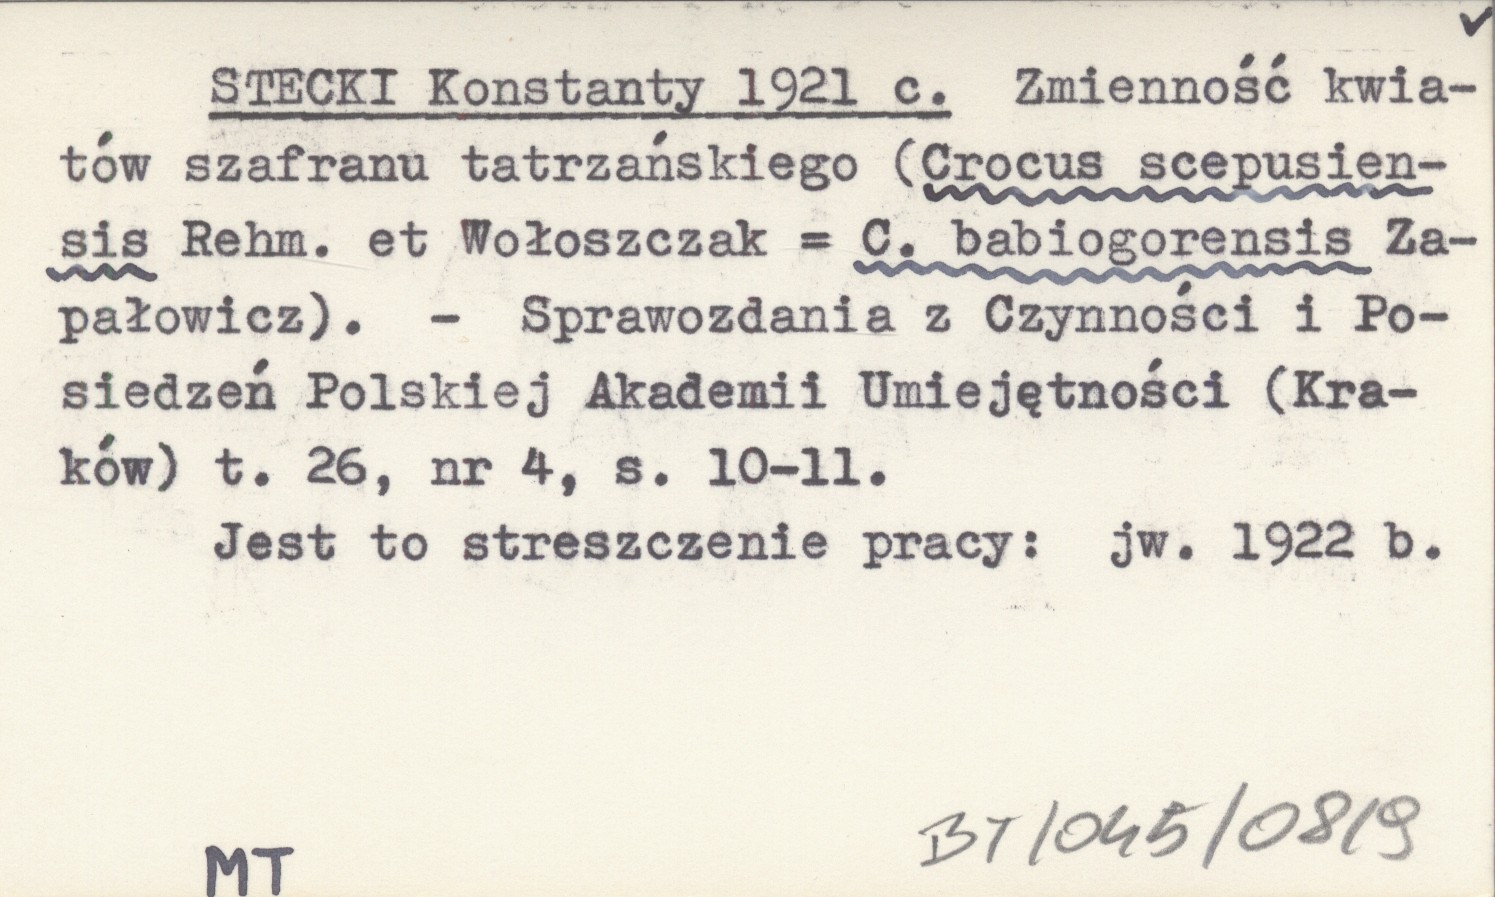 STECKI Konstanty 1921 c. Zmienność kwia-
tów szafranu tatrzańskiego (Crocus scepusien-
sis Rehm. et Wołoszczak = C. babiogorensis Za-
pałowicz). - Sprawozdania z Czynności i Po-
siedzeń Polskiej Akademii Umiejętności (Kra-
ków) t. 26, nr 4, s. 10-11.
Jest to streszczenie pracy: jw. 1922 b.
BT/045/0819
MT